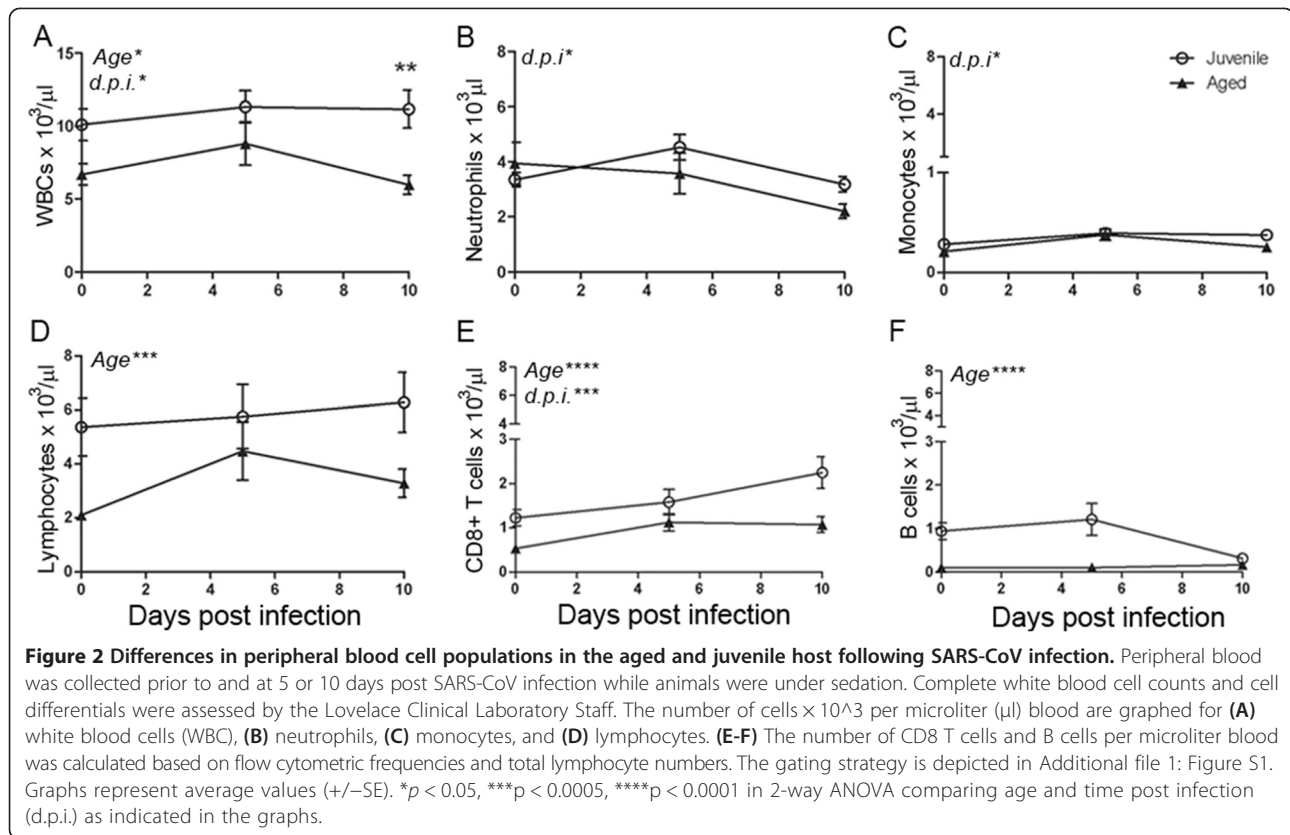 A
Age*
d.p.i.*
**
WBCs x 10³/µl
15
10
5
0
0 2 4 6 8 10
B
d.p.i*
Neutrophils x 10³µl
8
6
4
2
0
0 2 4 6 8 10
C
d.p.i*
Juvenile
Aged
Monocytes x 10³/µl
8
4
1
0
0 2 4 6 8 10
D
Age***
Lymphocytes x 10³/µl
8
6
4
2
0
0 2 4 6 8 10
Days post infection
E
Age****
d.p.i.***
CD8+ T cells x 10³/µl
8
7
6
5
4
3
2
1
0
0 2 4 6 8 10
Days post infection
F
Age****
B cells x 10³/µl
8
7
6
5
4
3
2
1
0
0 2 4 6 8 10
Days post infection
Figure 2 Differences in peripheral blood cell populations in the aged and juvenile host following SARS-CoV infection. Peripheral blood
was collected prior to and at 5 or 10 days post SARS-CoV infection while animals were under sedation. Complete white blood cell counts and cell
differentials were assessed by the Lovelace Clinical Laboratory Staff. The number of cells × 10^3 per microliter (µl) blood are graphed for (A)
white blood cells (WBC), (B) neutrophils, (C) monocytes, and (D) lymphocytes. (E-F) The number of CD8 T cells and B cells per microliter blood
was calculated based on flow cytometric frequencies and total lymphocyte numbers. The gating strategy is depicted in Additional file 1: Figure S1.
Graphs represent average values (+/−SE). *p < 0.05, ***p < 0.0005, ****p < 0.0001 in 2-way ANOVA comparing age and time post infection
(d.p.i.) as indicated in the graphs.